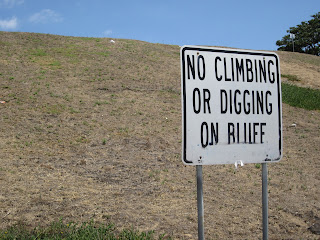 NO CLIMBING
OR DIGGING
ON BLUFF